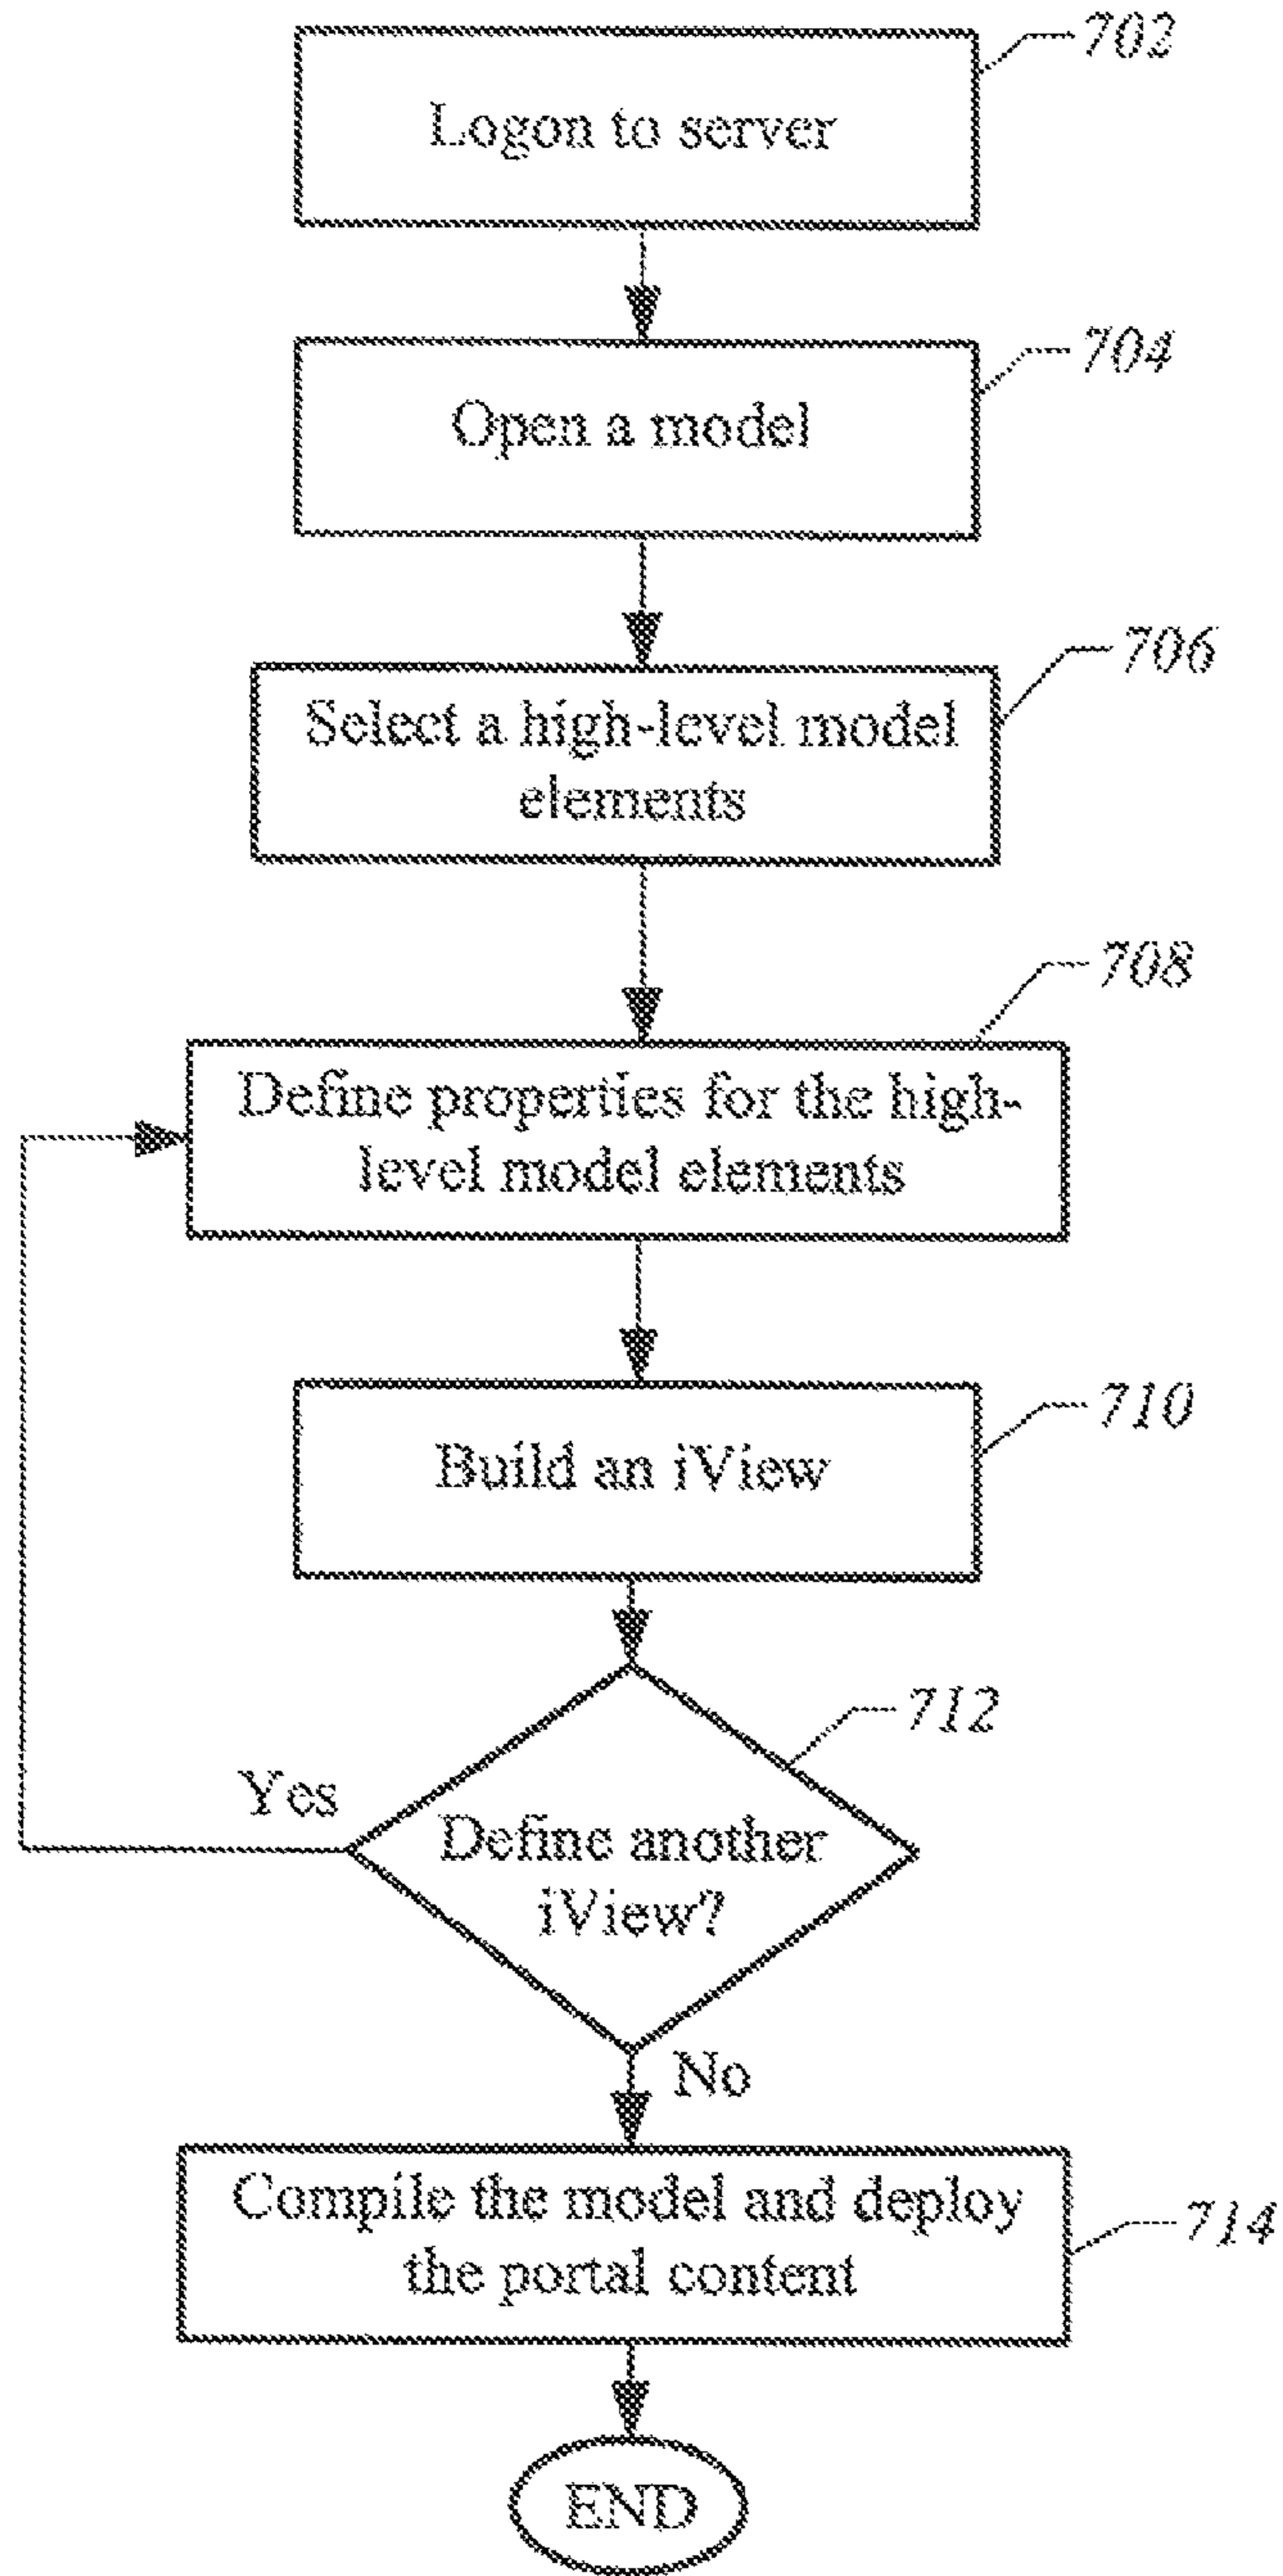 702
Logon to server
704
Open a model
706
Select a high-level model
elements
708
Define properties for the high-
level model elements
710
Build an iView
712
Yes
Define another
iView?
No
Compile the model and deploy
the portal content
714
END